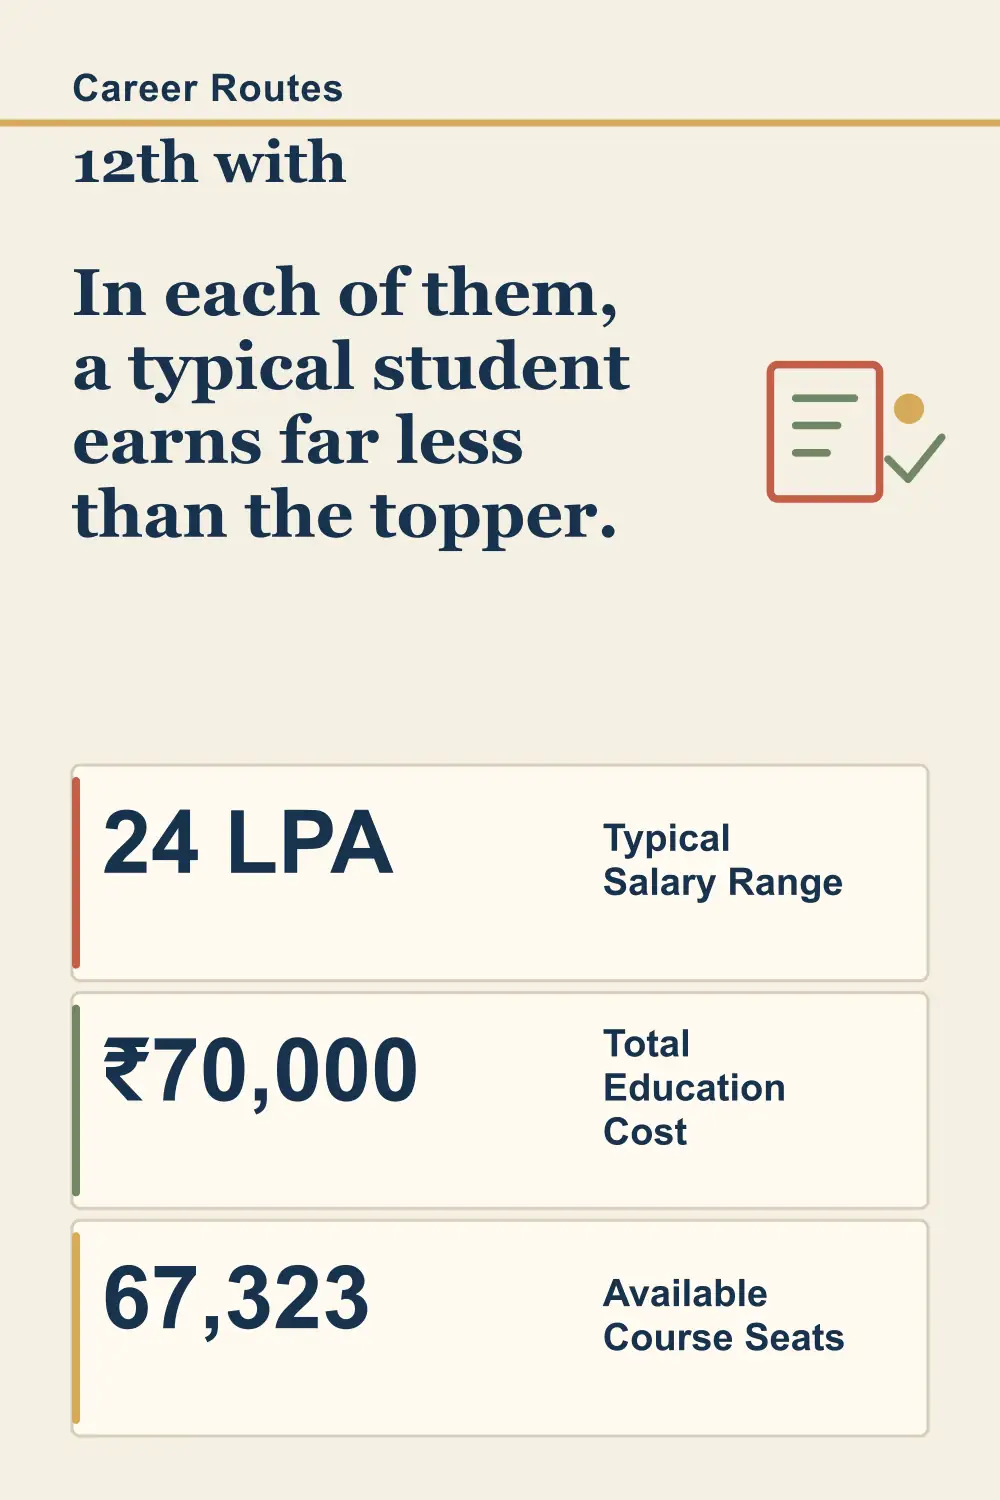 Career Routes
12th with
In each of them,
a typical student
earns far less
than the topper.
24 LPA
Typical
Salary Range
₹70,000
Total
Education
Cost
67,323
Available
Course Seats